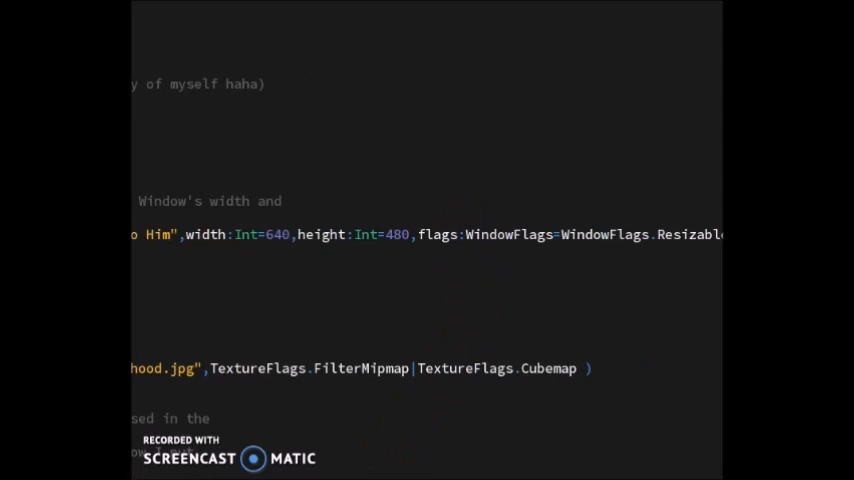 y of myself haha)
Window's width and
o Him",width:Int=640,height:Int=480,flags:WindowFlags=WindowFlags.Resizable
hood.jpg",TextureFlags.FilterMipmap|TextureFlags.Cubemap )
sed in the
RECORDED WITH
SCREENCAST MATIC